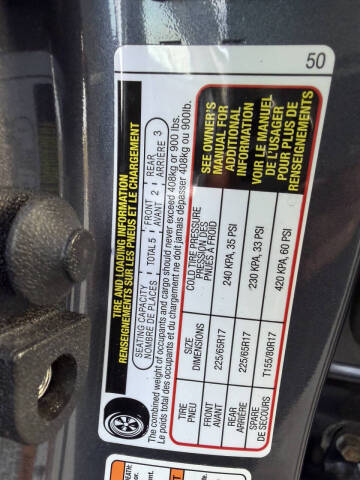 50
TIRE AND LOADING INFORMATION
RENSEIGNEMENTS SUR LES PNEUS ET LE CHARGEMENT
SEATING CAPACITY TOTAL 5 FRONT 2 REAR 3
NOMBRE DE PLACES AVANT ARRIÈRE
The combined weight of occupants and cargo should never exceed 408kg or 900 lbs.
Le poids total des occupants et du chargement ne doit jamais dépasser 408kg ou 900lb.
TIRE SIZE COLD TIRE PRESSURE
PNEU DIMENSIONS PRESSION DES
PNEUS À FROID
FRONT 225/65R17 240 KPA, 35 PSI
AVANT
REAR 225/65R17 230 KPA, 33 PSI
ARRIÈRE
SPARE T155/80R17 420 KPA, 60 PSI
DE SECOURS
SEE OWNER'S
MANUAL FOR
ADDITIONAL
INFORMATION
VOIR LE MANUEL
DE L'USAGER
POUR PLUS DE
RENSEIGNEMENTS